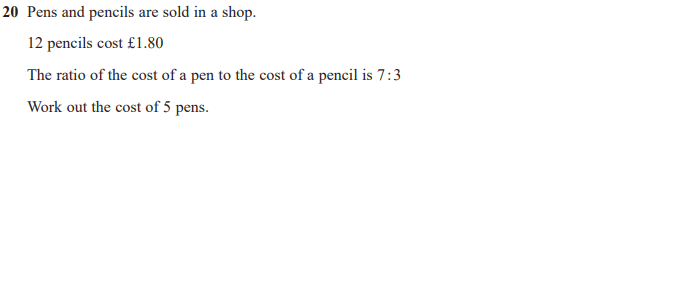 20 Pens and pencils are sold in a shop.
12 pencils cost £1.80
The ratio of the cost of a pen to the cost of a pencil is 7:3
Work out the cost of 5 pens.